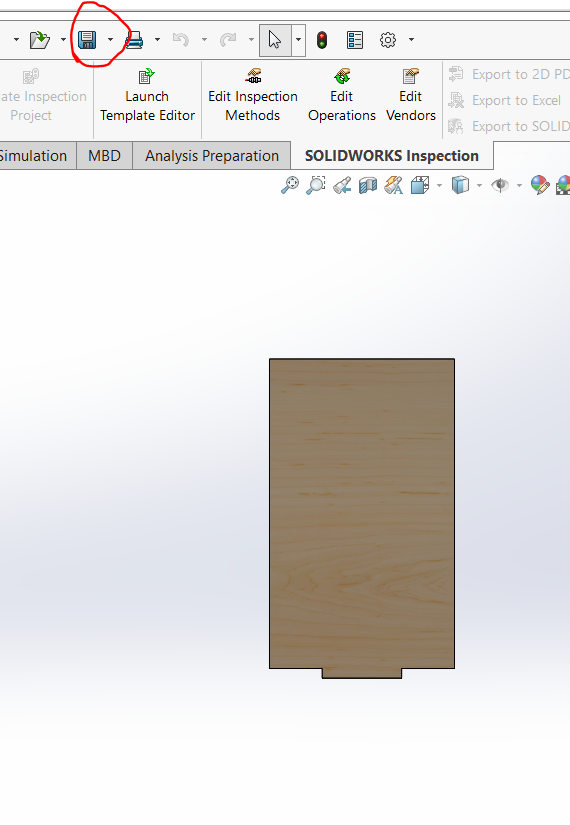 ate Inspection
Project
Launch
Template Editor
Edit Inspection
Methods
Edit
Operations
Edit
Vendors
Export to 2D PD
Export to Excel
Export to SOLID
Simulation
MBD
Analysis Preparation
SOLIDWORKS Inspection